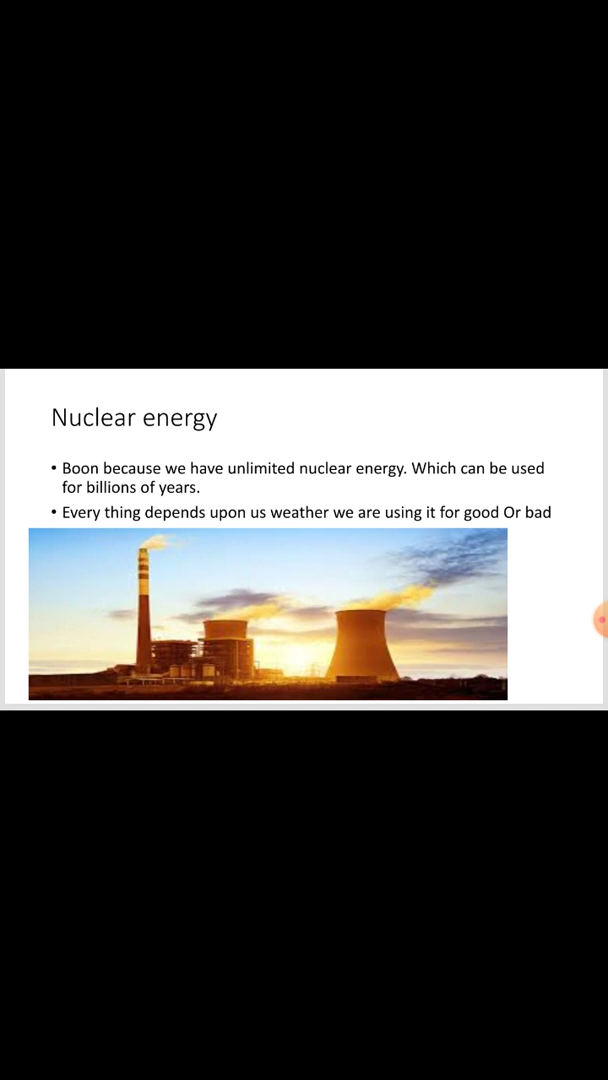 Nuclear energy
• Boon because we have unlimited nuclear energy. Which can be used
for billions of years.
• Every thing depends upon us weather we are using it for good Or bad